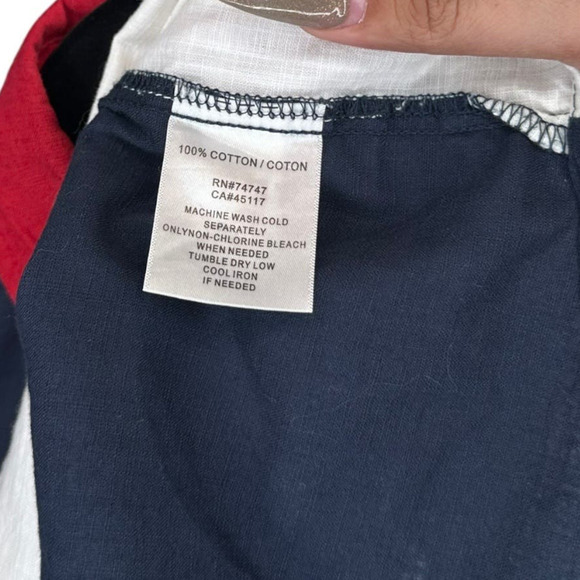 100% COTTON / COTON
RN#74747
CA#45117
MACHINE WASH COLD
SEPARATELY
ONLYNON-CHLORINE BLEACH
WHEN NEEDED
TUMBLE DRY LOW
COOL IRON
IF NEEDED